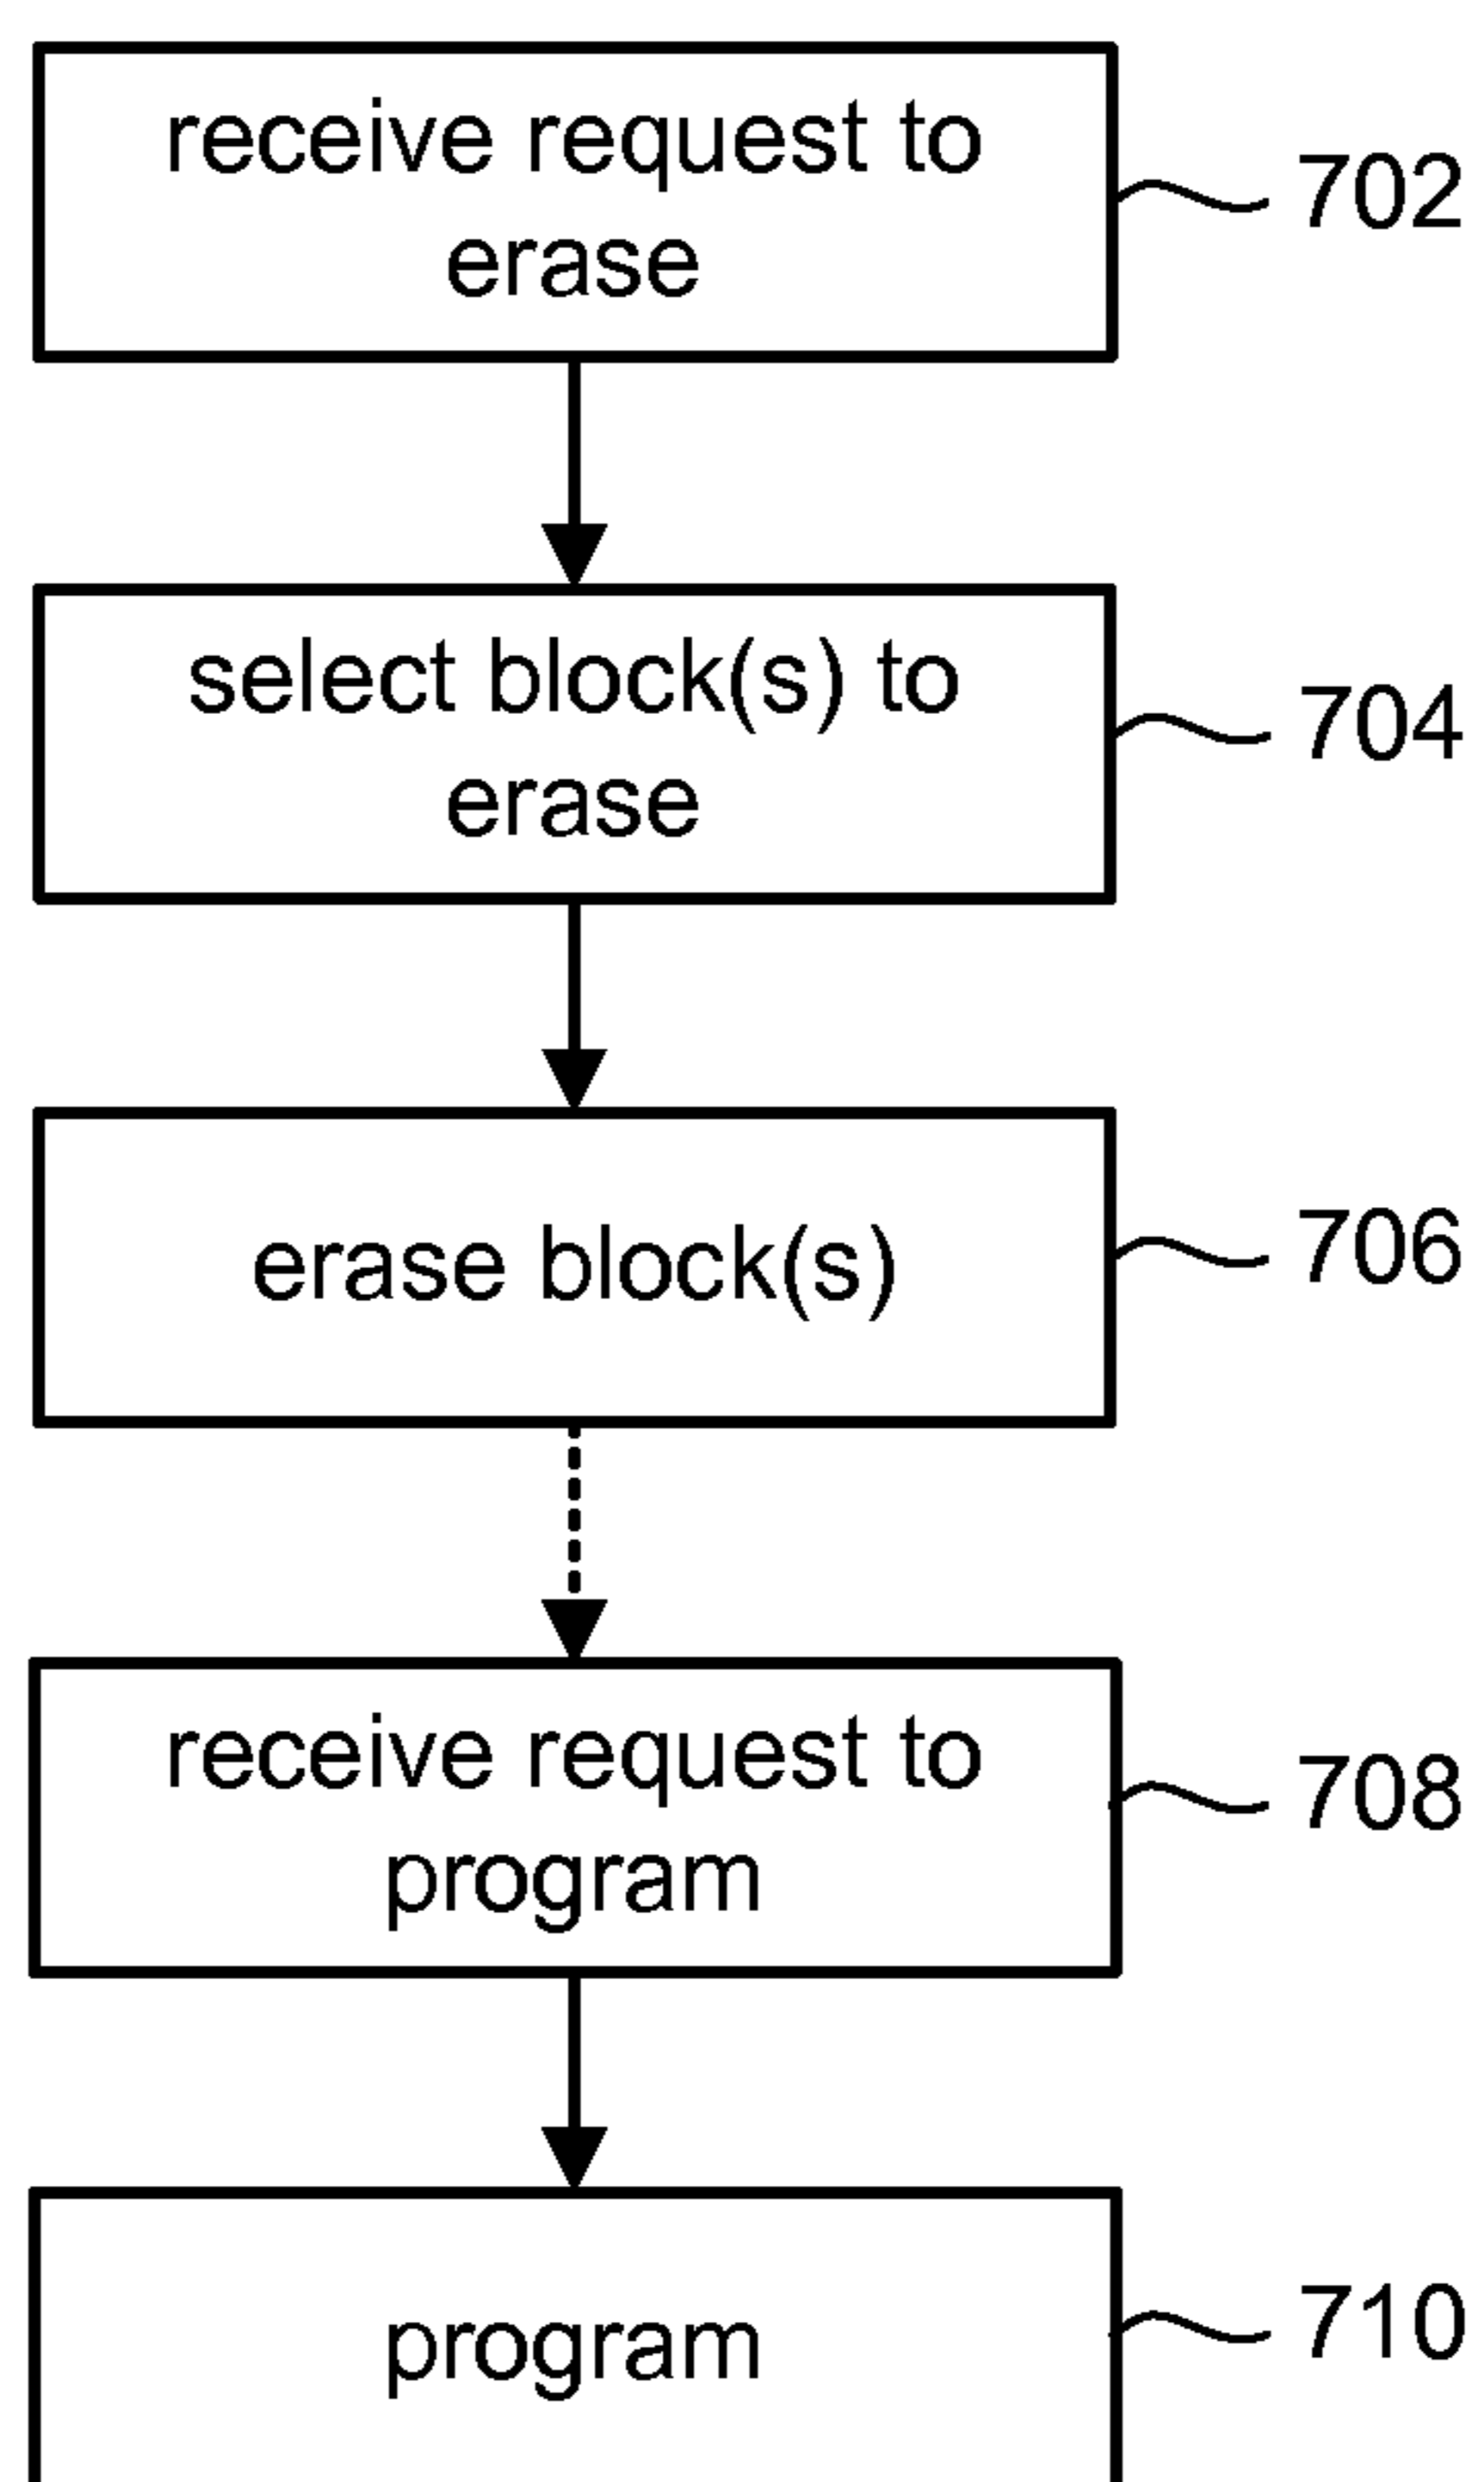 receive request to
erase
702
select block(s) to
erase
704
erase block(s)
706
receive request to
program
708
program
710